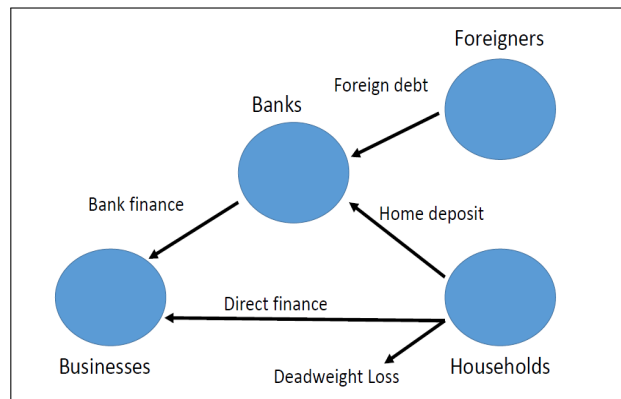 Foreigners
Foreign debt
Banks
Bank finance
Home deposit
Direct finance
Businesses
Deadweight Loss
Households